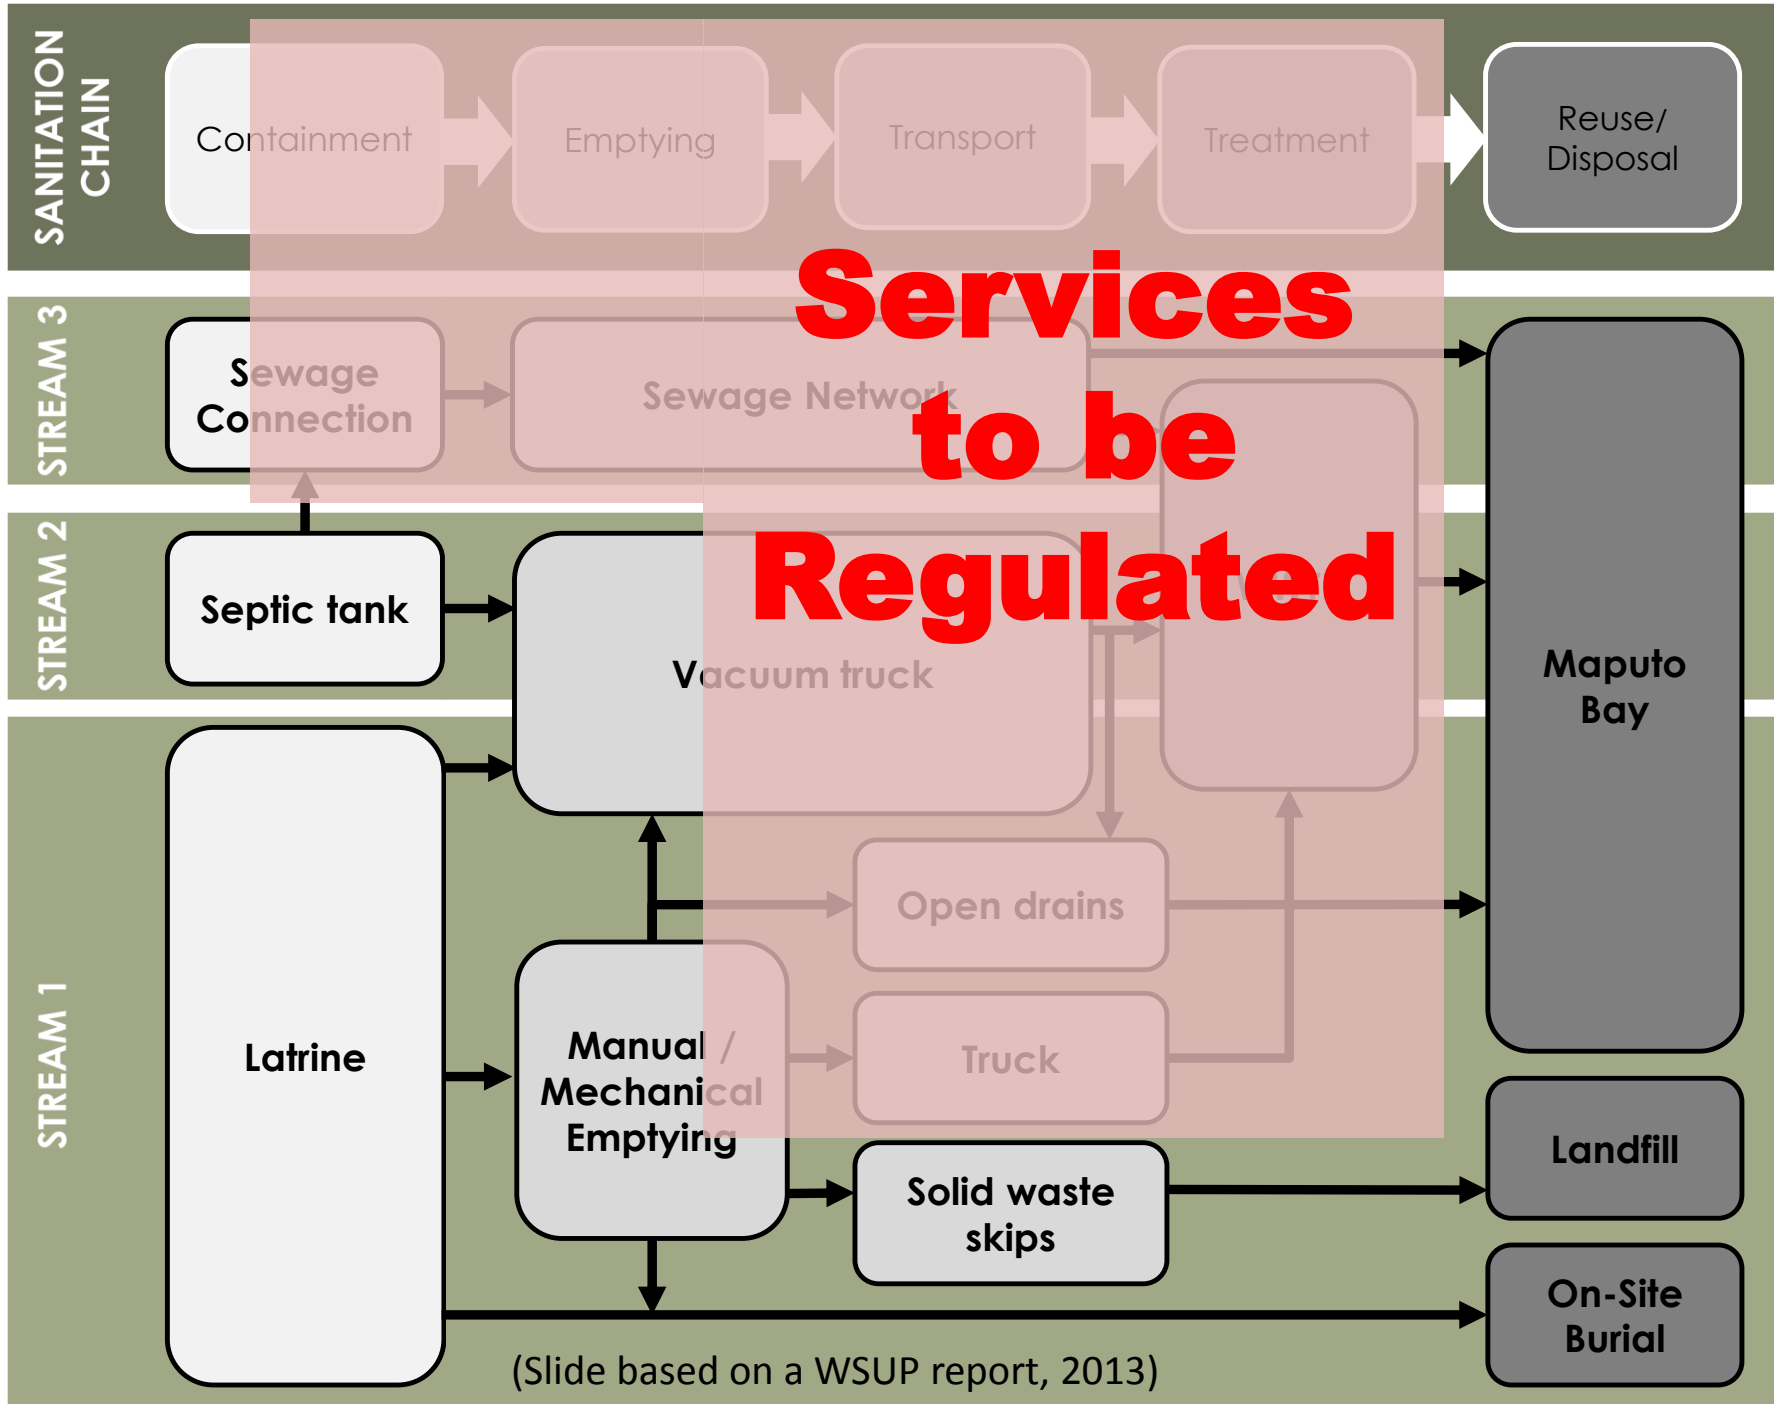 SANITATION
CHAIN
Containment
Emptying
Transport
Treatment
Reuse/
Disposal
Services
to be
Regulated
STREAM 3
Sewage
Connection
Sewage Network
STREAM 2
Septic tank
Vacuum truck
Maputo
Bay
STREAM 1
Latrine
Manual /
Mechanical
Emptying
Open drains
Truck
Solid waste
skips
Landfill
On-Site
Burial
(Slide based on a WSUP report, 2013)